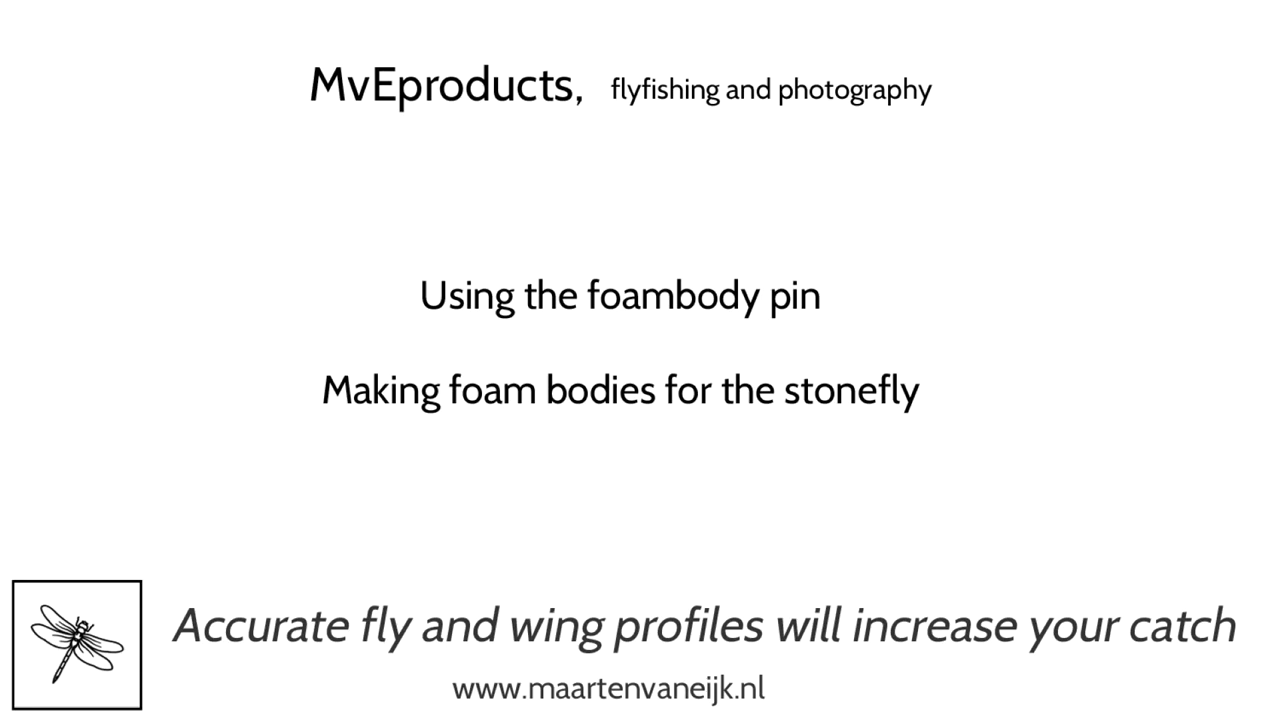 MvEproducts, flyfishing and photography
Using the foambody pin
Making foam bodies for the stonefly
Accurate fly and wing profiles will increase your catch
www.maartenvaneijk.nl